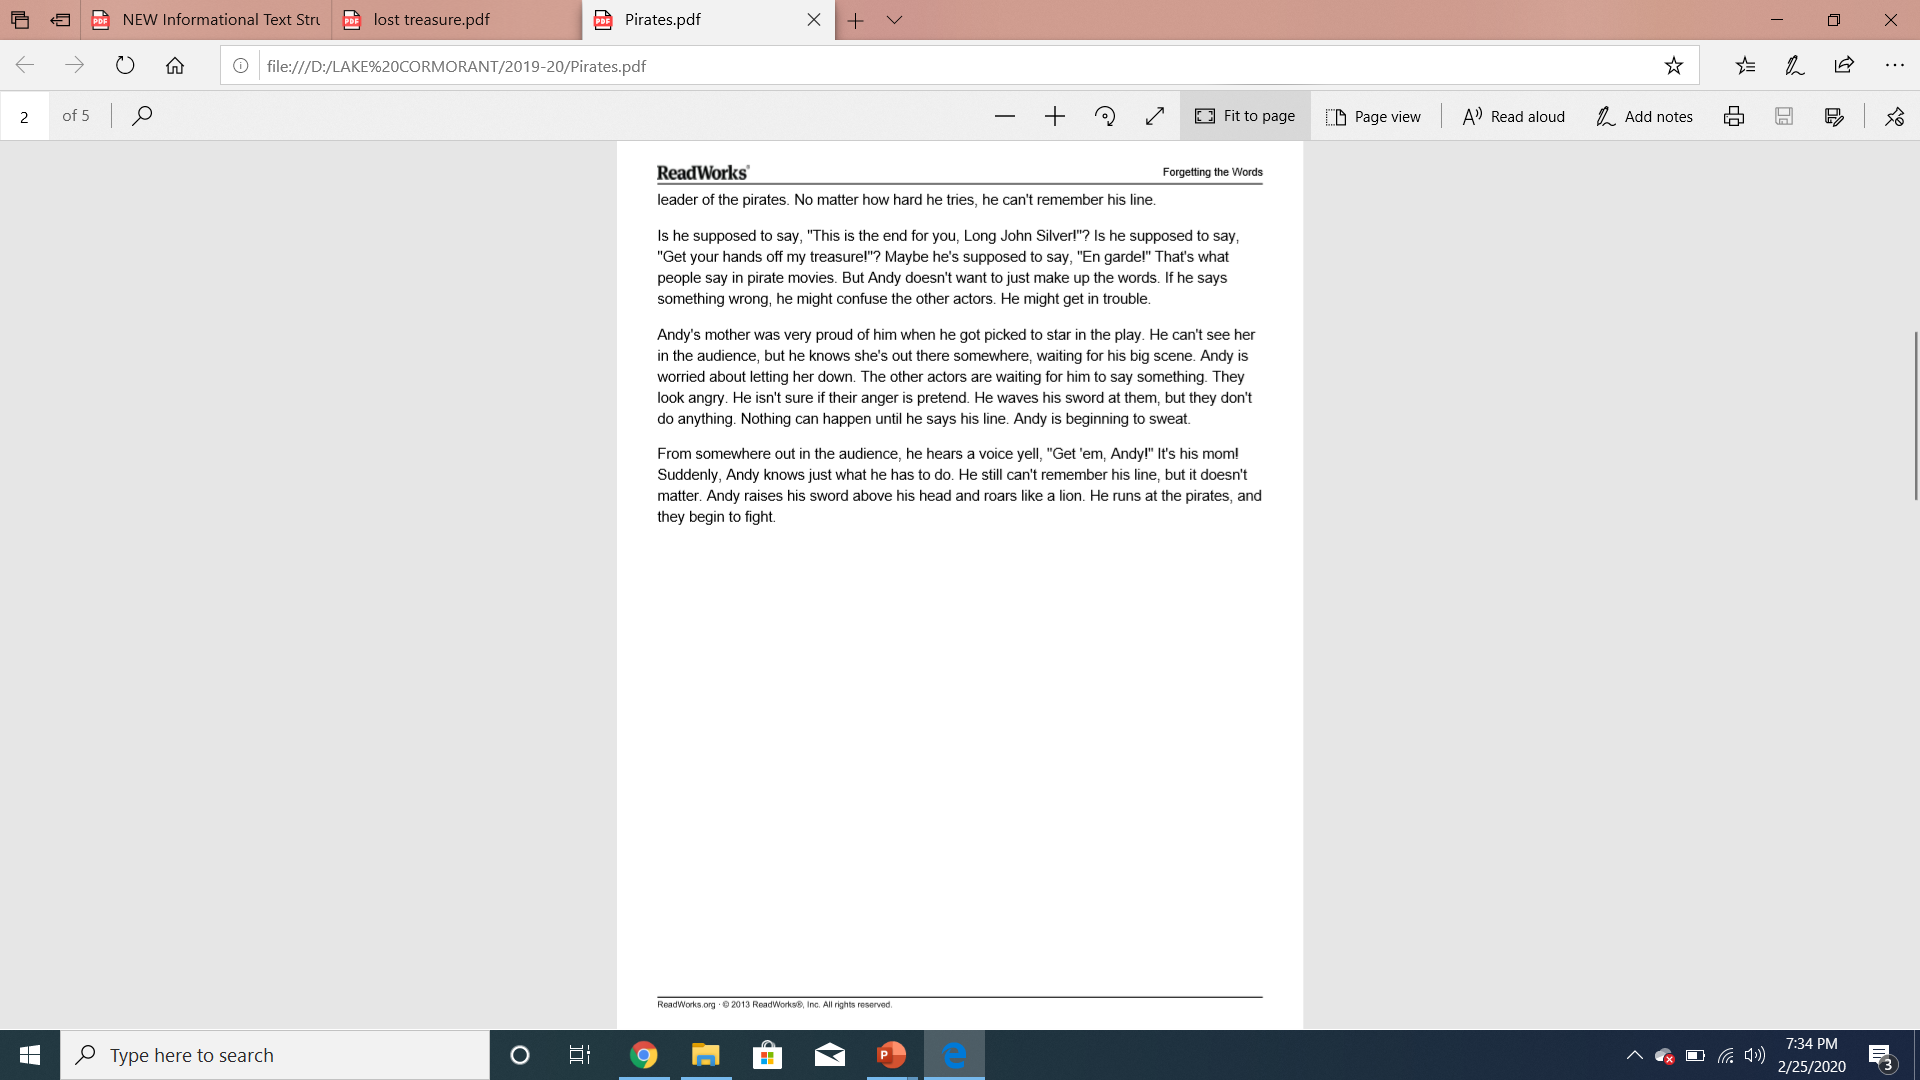 NEW Informational Text Stru
lost treasure.pdf
Pirates.pdf
file:///D:/LAKE%20CORMORANT/2019-20/Pirates.pdf
2 of 5
Fit to page
Page view
Read aloud
Add notes
ReadWorks®
Forgetting the Words
leader of the pirates. No matter how hard he tries, he can't remember his line.
Is he supposed to say, "This is the end for you, Long John Silver!"? Is he supposed to say,
"Get your hands off my treasure!"? Maybe he's supposed to say, "En garde!" That's what
people say in pirate movies. But Andy doesn't want to just make up the words. If he says
something wrong, he might confuse the other actors. He might get in trouble.
Andy's mother was very proud of him when he got picked to star in the play. He can't see her
in the audience, but he knows she's out there somewhere, waiting for his big scene. Andy is
worried about letting her down. The other actors are waiting for him to say something. They
look angry. He isn't sure if their anger is pretend. He waves his sword at them, but they don't
do anything. Nothing can happen until he says his line. Andy is beginning to sweat.
From somewhere out in the audience, he hears a voice yell, "Get 'em, Andy!" It's his mom!
Suddenly, Andy knows just what he has to do. He still can't remember his line, but it doesn't
matter. Andy raises his sword above his head and roars like a lion. He runs at the pirates, and
they begin to fight.
ReadWorks.org · © 2013 ReadWorks®, Inc. All rights reserved.
Type here to search
7:34 PM
2/25/2020
3